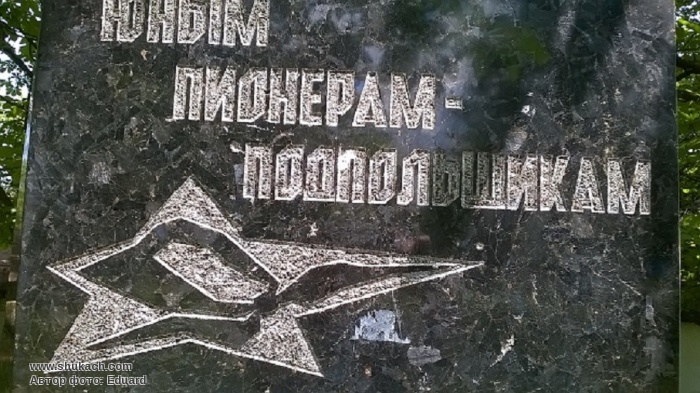 ЮНЫМ
ПИОНЕРАМ-
ПОДПОЛЬЩИКАМ
www.shukach.com
Автор фото: Eduard